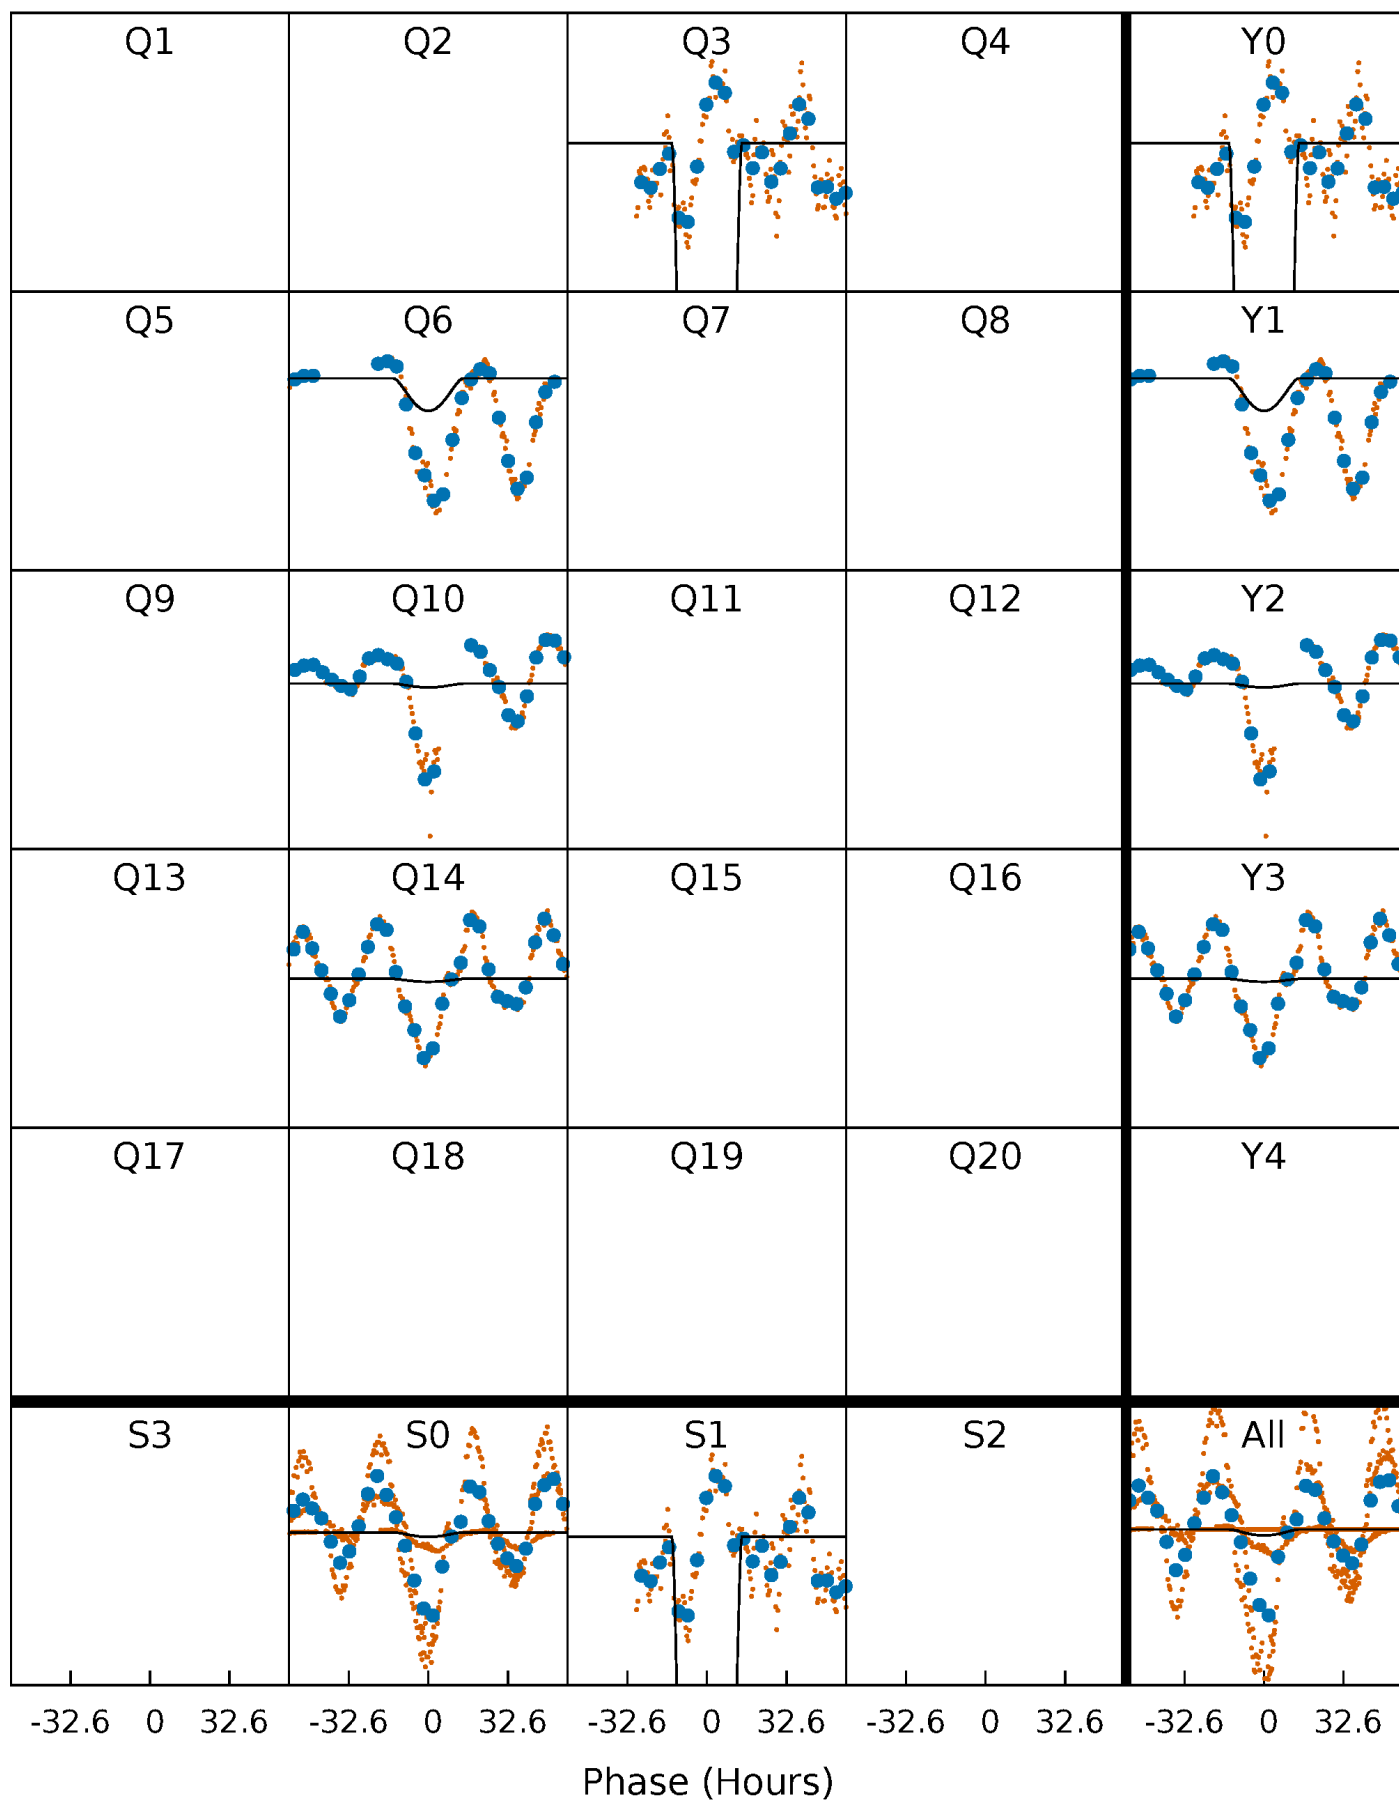 Q1 Q2 Q3 Q4 Y0
Q5 Q6 Q7 Q8 Y1
Q9 Q10 Q11 Q12 Y2
Q13 Q14 Q15 Q16 Y3
Q17 Q18 Q19 Q20 Y4
S3 S0 S1 S2 All
-32.6 0 32.6 -32.6 0 32.6 -32.6 0 32.6 -32.6 0 32.6 -32.6 0 32.6
Phase (Hours)